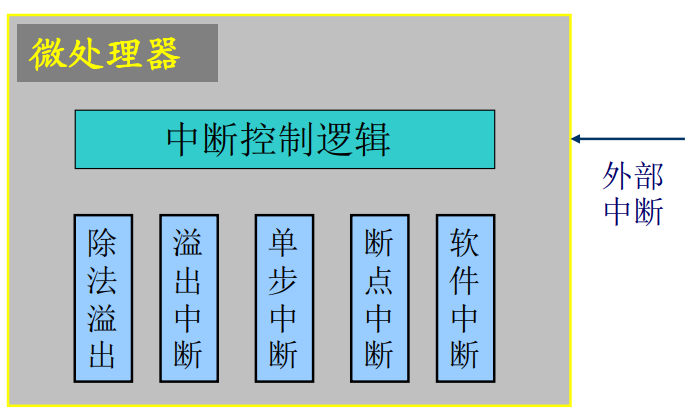 微处理器
中断控制逻辑
外部
中断
除法溢出
溢出中断
单步中断
断点中断
软件中断